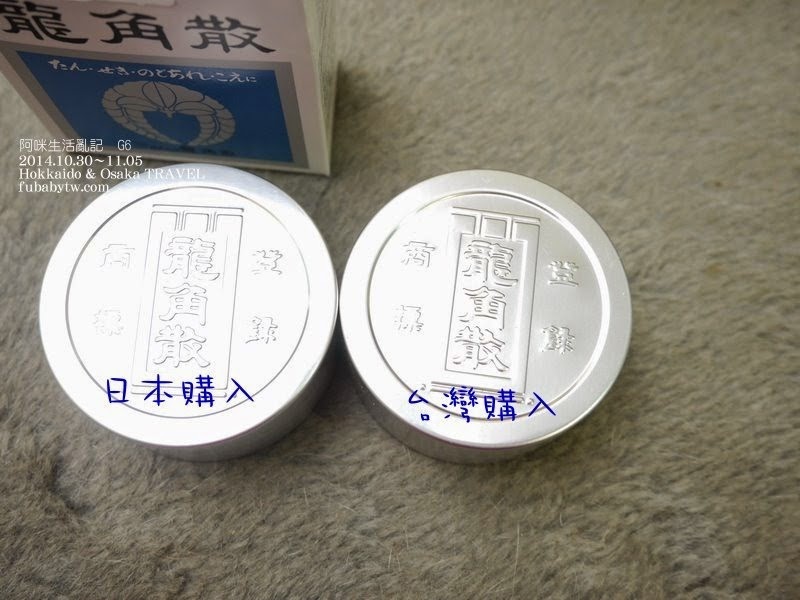 龍角散
たん・せき・のどあれ・こえに
阿咪生活亂記 G6
2014.10.30~11.05
Hokkaido & Osaka TRAVEL
fubabytw.com
登錄
龍角散
商標
日本購入
登錄
龍角散
商標
台灣購入